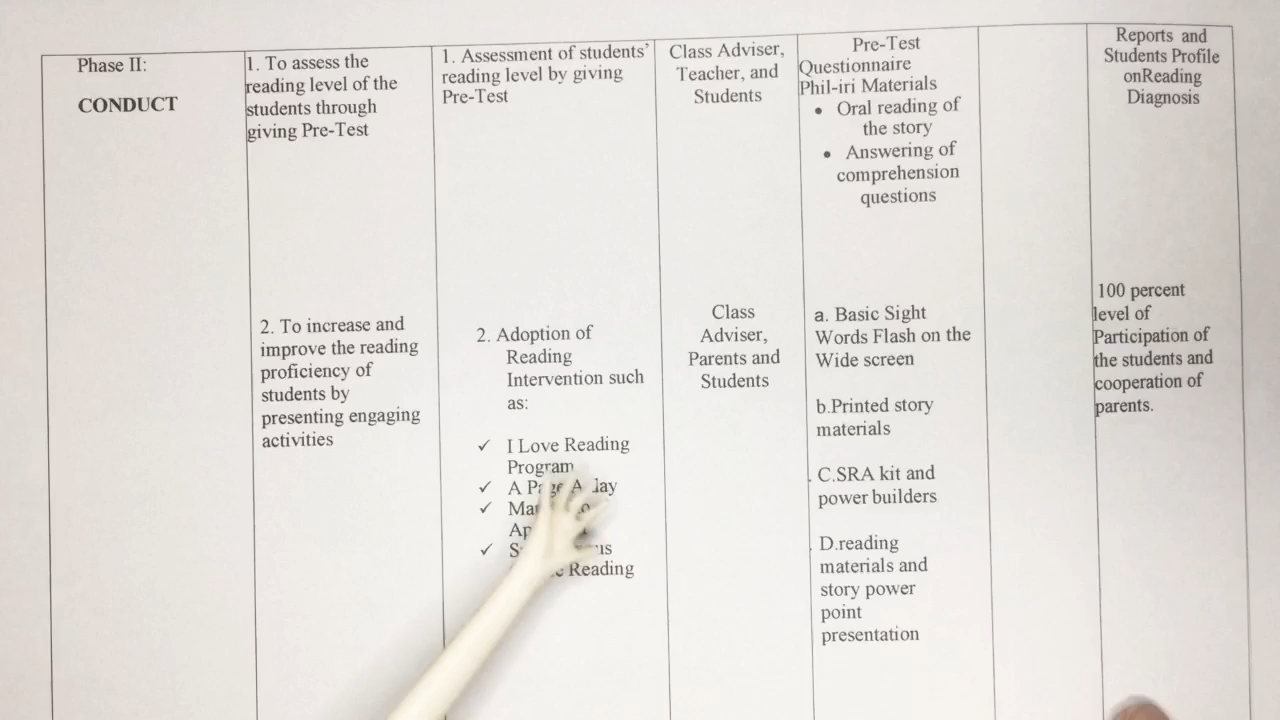 Phase II:
CONDUCT
1. To assess the
reading level of the
students through
giving Pre-Test
1. Assessment of students'
reading level by giving
Pre-Test
Class Adviser,
Teacher, and
Students
Pre-Test
Questionnaire
Phil-iri Materials
• Oral reading of
the story
• Answering of
comprehension
questions
Reports and
Students Profile
onReading
Diagnosis
2. To increase and
improve the reading
proficiency of
students by
presenting engaging
activities
2. Adoption of
Reading
Intervention such
as:
✓ I Love Reading
Program
✓ A Page A day
✓
✓
Reading
Class
Adviser,
Parents and
Students
a. Basic Sight
Words Flash on the
Wide screen
b.Printed story
materials
C.SRA kit and
power builders
D.reading
materials and
story power
point
presentation
100 percent
level of
Participation of
the students and
cooperation of
parents.